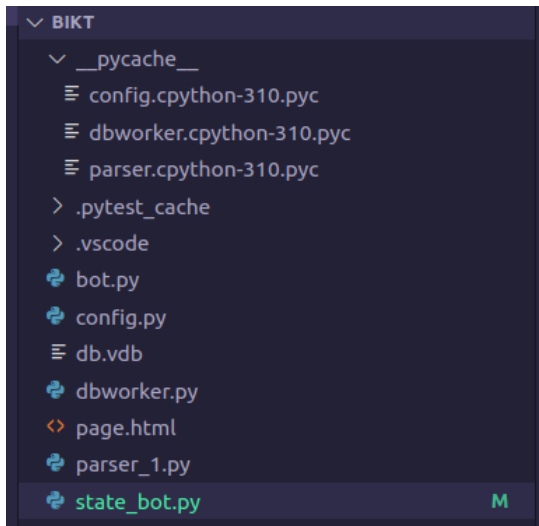 BIKT
__pycache__
config.cpython-310.pyc
dbworker.cpython-310.pyc
parser.cpython-310.pyc
.pytest_cache
.vscode
bot.py
config.py
db.vdb
dbworker.py
page.html
parser_1.py
state_bot.py M